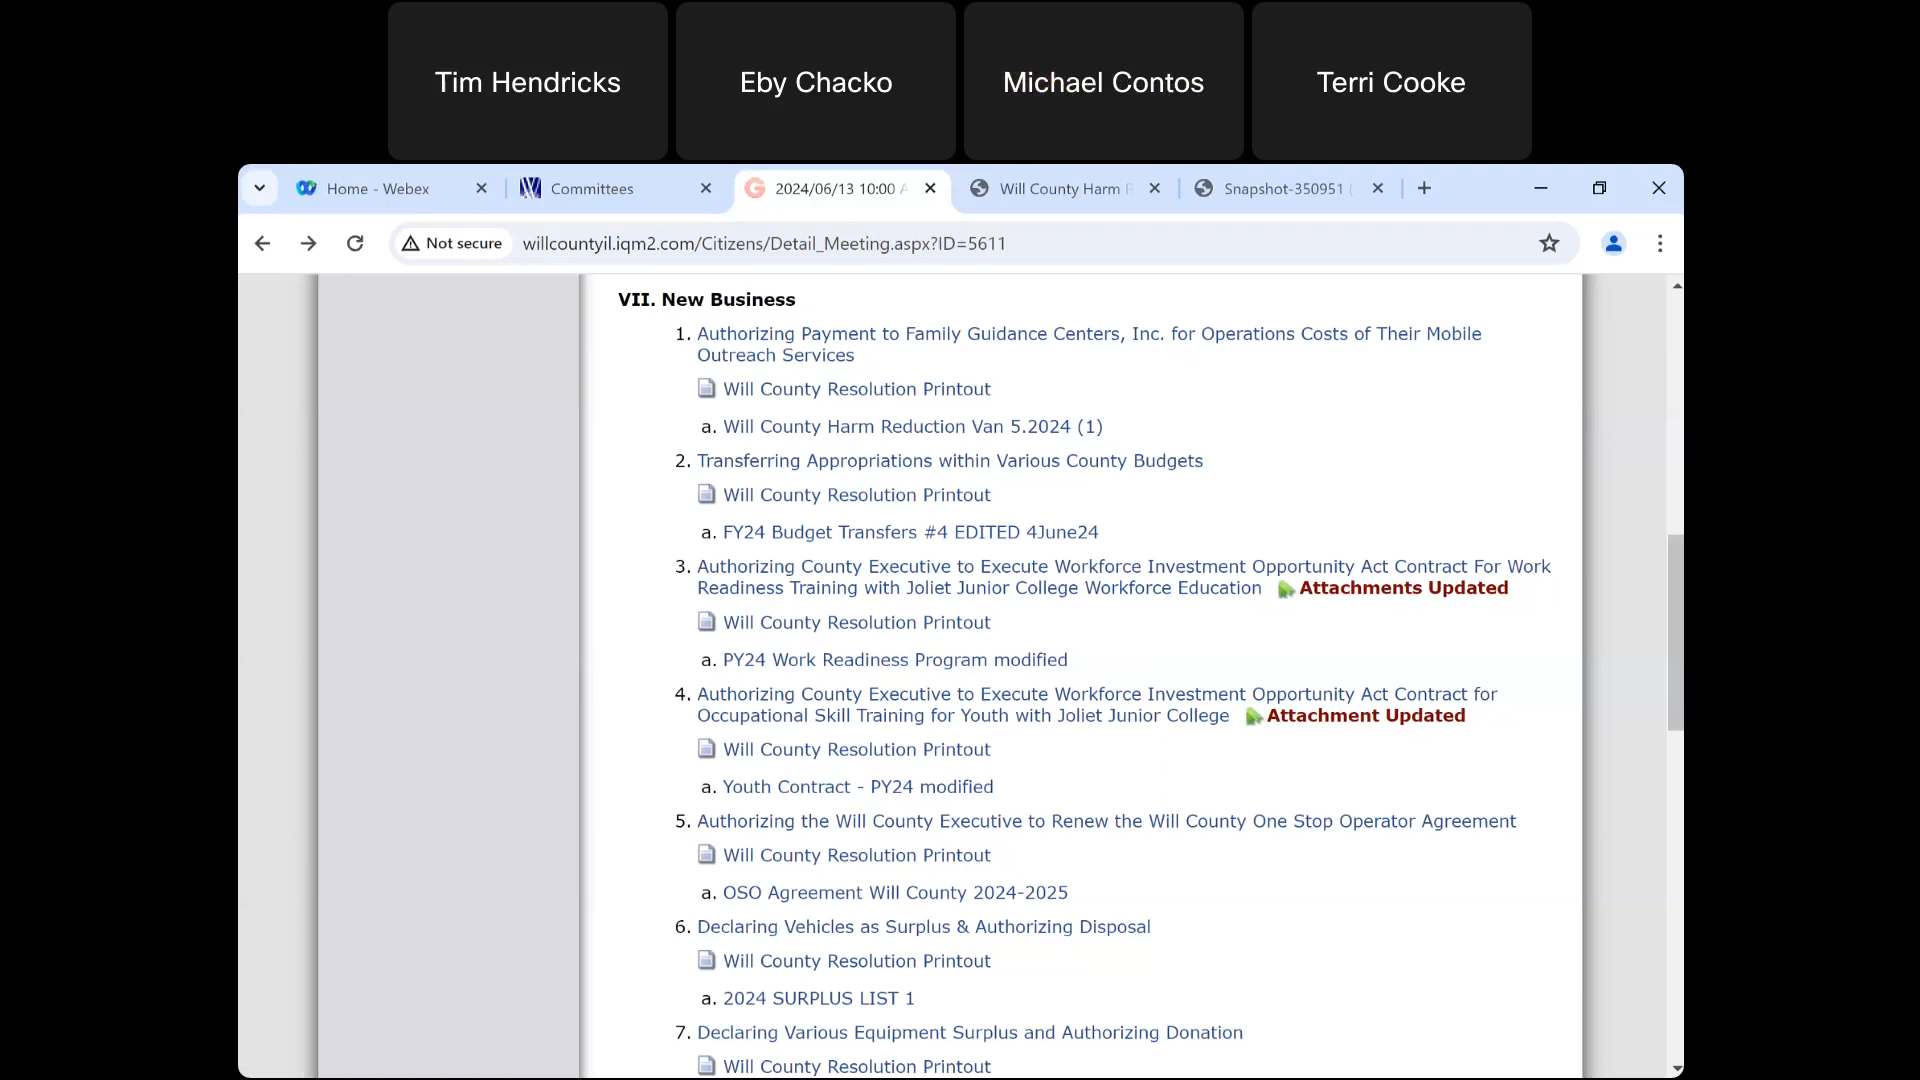 Tim Hendricks
Eby Chacko
Michael Contos
Terri Cooke
Home - Webex
Committees
2024/06/13 10:00 A
Will County Harm R
Snapshot-350951 (
Not secure
willcountyil.iqm2.com/Citizens/Detail_Meeting.aspx?ID=5611
VII. New Business
1. Authorizing Payment to Family Guidance Centers, Inc. for Operations Costs of Their Mobile
Outreach Services
Will County Resolution Printout
a. Will County Harm Reduction Van 5.2024 (1)
2. Transferring Appropriations within Various County Budgets
Will County Resolution Printout
a. FY24 Budget Transfers #4 EDITED 4June24
3. Authorizing County Executive to Execute Workforce Investment Opportunity Act Contract For Work
Readiness Training with Joliet Junior College Workforce Education Attachments Updated
Will County Resolution Printout
a. PY24 Work Readiness Program modified
4. Authorizing County Executive to Execute Workforce Investment Opportunity Act Contract for
Occupational Skill Training for Youth with Joliet Junior College Attachment Updated
Will County Resolution Printout
a. Youth Contract - PY24 modified
5. Authorizing the Will County Executive to Renew the Will County One Stop Operator Agreement
Will County Resolution Printout
a. OSO Agreement Will County 2024-2025
6. Declaring Vehicles as Surplus & Authorizing Disposal
Will County Resolution Printout
a. 2024 SURPLUS LIST 1
7. Declaring Various Equipment Surplus and Authorizing Donation
Will County Resolution Printout